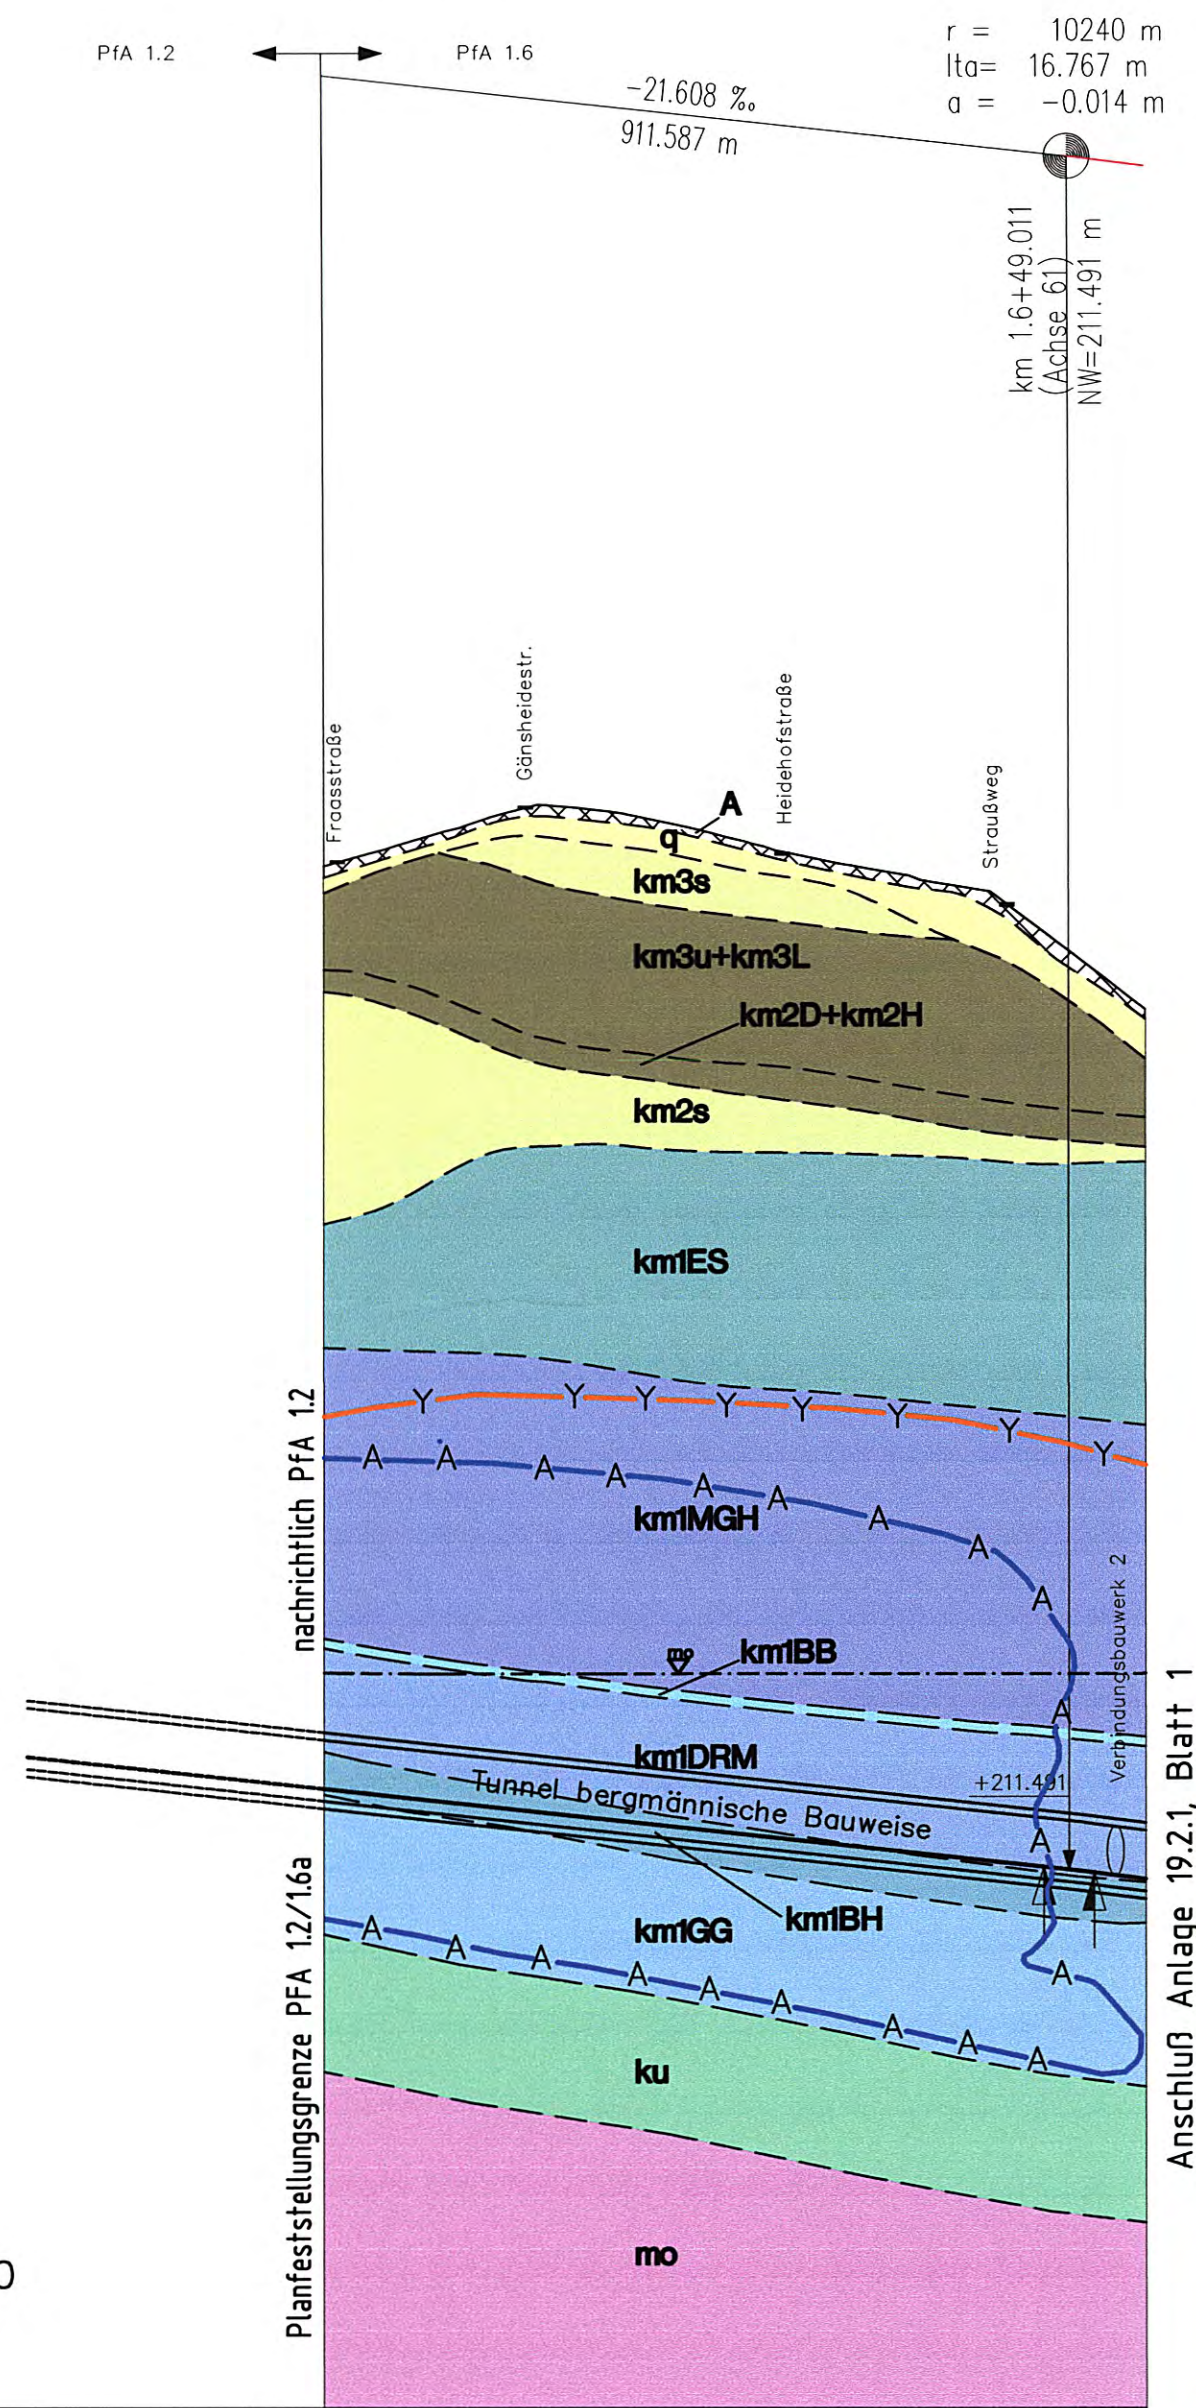 PfA 1.2
PfA 1.6
r = 10240 m
lta= 16.767 m
a = -0.014 m
-21.608 ‰
911.587 m
km 1.6+49.011
(Achse 61)
NW=211.491 m
Fraasstraße
Gänsheidestr.
Heidehofstraße
Straußweg
A
q
km3s
km3u+km3L
km2D+km2H
km2s
km1ES
Y Y Y Y Y Y Y Y
A A A A A A A A A
km1MGH
nachrichtlich PfA 1.2
mo
km1BB
A
Verbindungsbauwerk 2
km1DRM
Tunnel bergmännische Bauweise
+211.491
A
km1BH
km1GG
A
A A A A A A A A A
Planfeststellungsgrenze PFA 1.2/1.6a
Anschluß Anlage 19.2.1, Blatt 1
ku
mo
0